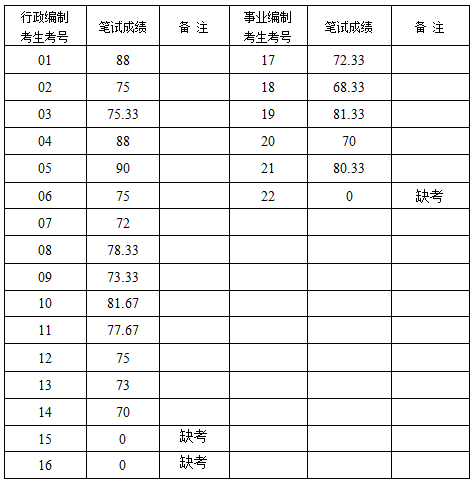 行政编制 考生考号 笔试成绩 备 注 事业编制 考生考号 笔试成绩 备 注
01 88 17 72.33
02 75 18 68.33
03 75.33 19 81.33
04 88 20 70
05 90 21 80.33
06 75 22 0 缺考
07 72
08 78.33
09 73.33
10 81.67
11 77.67
12 75
13 73
14 70
15 0 缺考
16 0 缺考